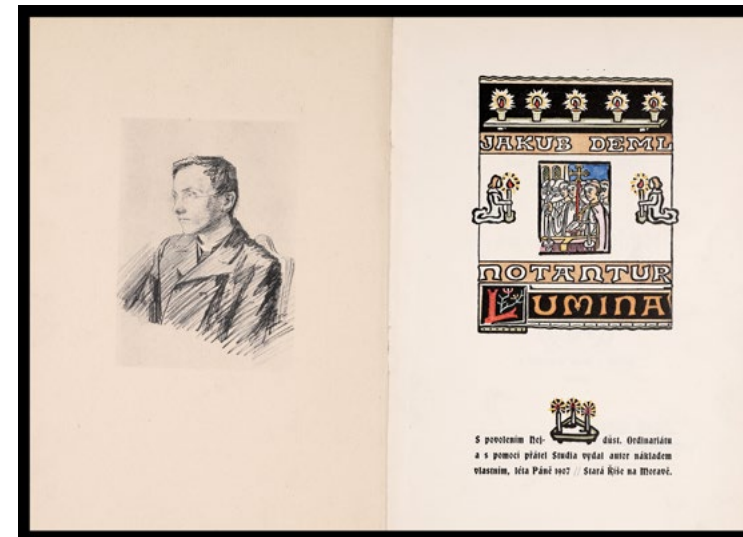 JAKUB DEML
NOTANTUR
LUMINA
S povolením Nej- důst. Ordinariátu
a s pomocí přátel Studia vydal autor nákladem
vlastním, léta Páně 1907 // Stará Říše na Moravě.